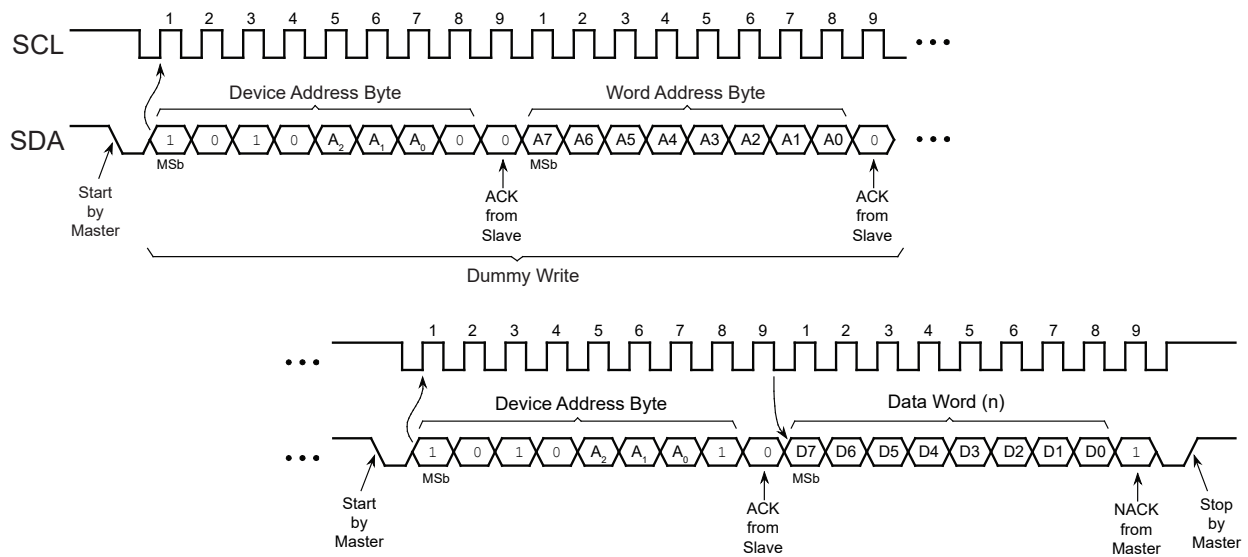 1 2 3 4 5 6 7 8 9 1 2 3 4 5 6 7 8 9
SCL
Device Address Byte Word Address Byte
SDA 1 0 1 0 A2 A1 A0 0 0 A7 A6 A5 A4 A3 A2 A1 A0 0
MSb MSb
Start
by
Master
ACK
from
Slave
ACK
from
Slave
Dummy Write
1 2 3 4 5 6 7 8 9 1 2 3 4 5 6 7 8 9
Device Address Byte Data Word (n)
1 0 1 0 A2 A1 A0 1 0 D7 D6 D5 D4 D3 D2 D1 D0 1
MSb MSb
Start
by
Master
ACK
from
Slave
NACK
from
Master
Stop
by
Master